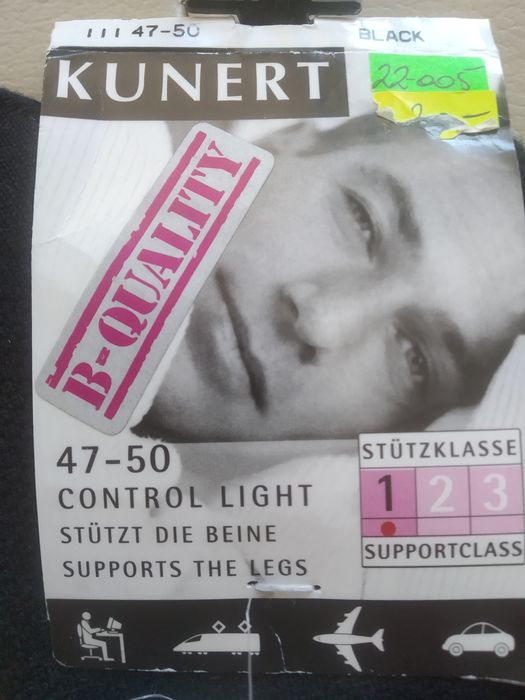 III 47-50 BLACK
KUNERT
22-005
B-QUALITY
47-50
CONTROL LIGHT
STÜTZT DIE BEINE
SUPPORTS THE LEGS
STÜTZKLASSE
1 2 3
SUPPORTCLASS